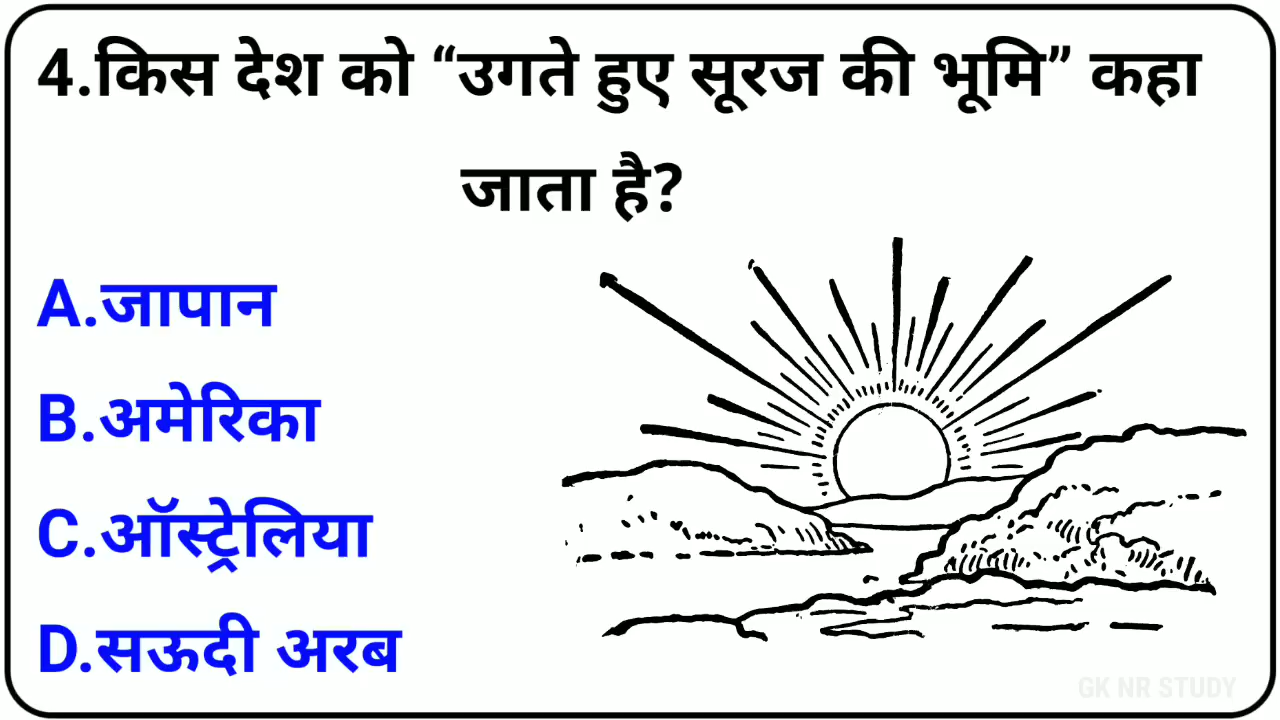 4.किस देश को “उगते हुए सूरज की भूमि” कहा
जाता है?
A.जापान
B.अमेरिका
C.ऑस्ट्रेलिया
D.सऊदी अरब
GK NR STUDY